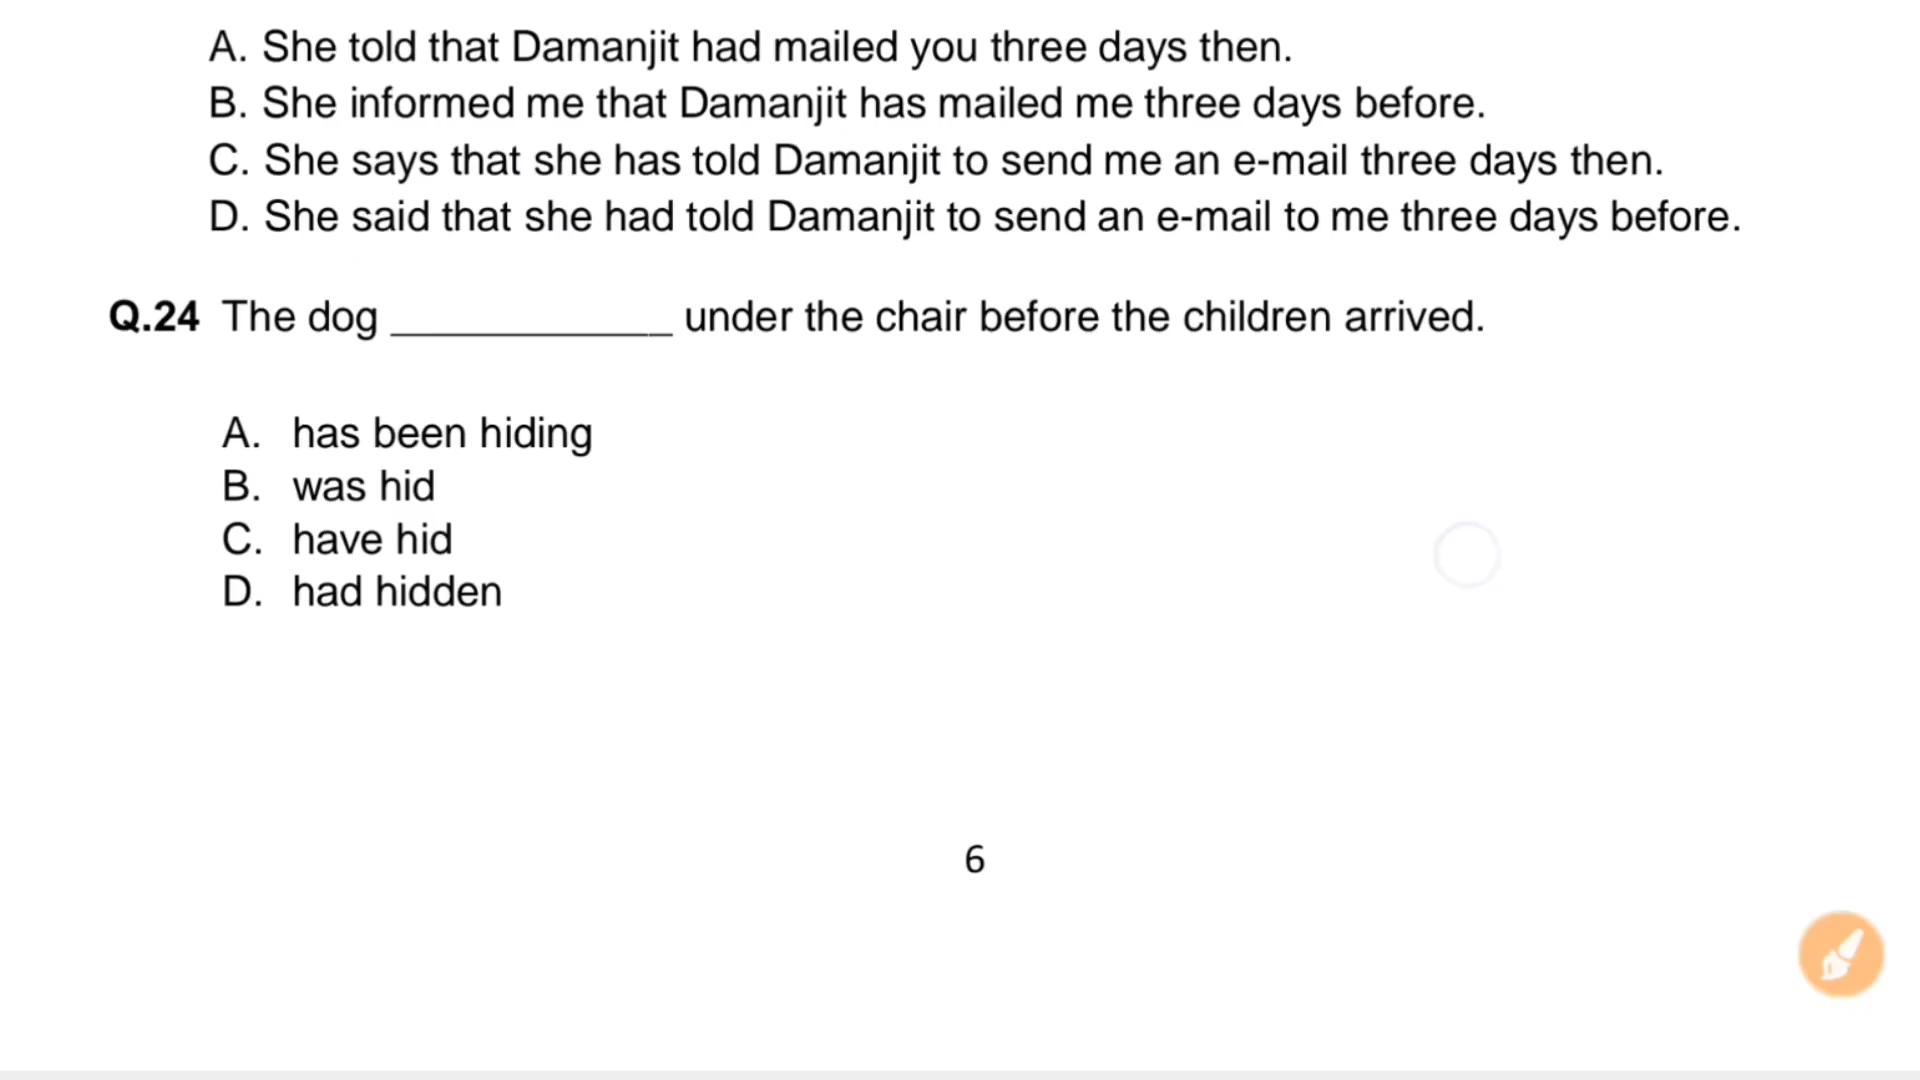 A. She told that Damanjit had mailed you three days then.
B. She informed me that Damanjit has mailed me three days before.
C. She says that she has told Damanjit to send me an e-mail three days then.
D. She said that she had told Damanjit to send an e-mail to me three days before.
Q.24 The dog _____________ under the chair before the children arrived.
A. has been hiding
B. was hid
C. have hid
D. had hidden
6